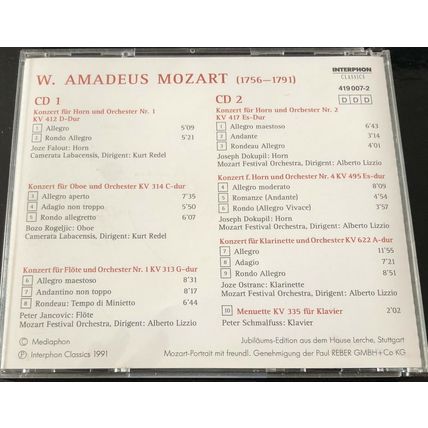 INTERPHON
CLASSICS
W. AMADEUS MOZART (1756—1791)
419 007-2
D D D
CD 1
Konzert für Horn und Orchester Nr. 1
KV 412 D-Dur
1 Allegro 5'09
2 Rondo Allegro 5'21
Joze Falout: Horn
Camerata Labacensis, Dirigent: Kurt Redel
Konzert für Oboe und Orchester KV 314 C-dur
3 Allegro aperto 7'35
4 Adagio non troppo 5'50
5 Rondo allegretto 6'07
Bozo Rogeljic: Oboe
Camerata Labacensis, Dirigent: Kurt Redel
Konzert für Flöte und Orchester Nr. 1 KV 313 G-dur
6 Allegro maestoso 8'31
7 Andantino non toppo 8'17
8 Rondeau: Tempo di Minietto 6'44
Peter Jancovic: Flöte
Mozart Festival Orchestra, Dirigent: Alberto Lizzio
CD 2
Konzert für Horn und Orchester Nr. 2
KV 417 Es-Dur
1 Allegro maestoso 6'43
2 Andante 3'14
3 Rondeau Allegro 4'01
Joseph Dokupil: Horn
Mozart Festival Orchestra, Dirigent: Alberto Lizzio
Konzert f. Horn und Orchester Nr. 4 KV 495 Es-dur
4 Allegro moderato 8'09
5 Romanze (Andante) 4'54
6 Rondo (Allegro Vivace) 3'57
Joseph Dokupil: Horn
Mozart Festival Orchestra, Dirigent: Alberto Lizzio
Konzert für Klarinette und Orchester KV 622 A-dur
7 Allegro 11'55
8 Adagio 7'21
9 Rondo Allegro 8'51
Joze Ostranc: Klarinette
Mozart Festival Orchestra, Dirigent: Alberto Lizzio
10 Menuette KV 335 für Klavier 2'02
Peter Schmalfuss: Klavier
© Mediaphon
℗ Interphon Classics 1991
Jubiläums-Edition aus dem Hause Lerche, Stuttgart
Mozart-Portrait mit freundl. Genehmigung der Paul REBER GMBH+Co KG